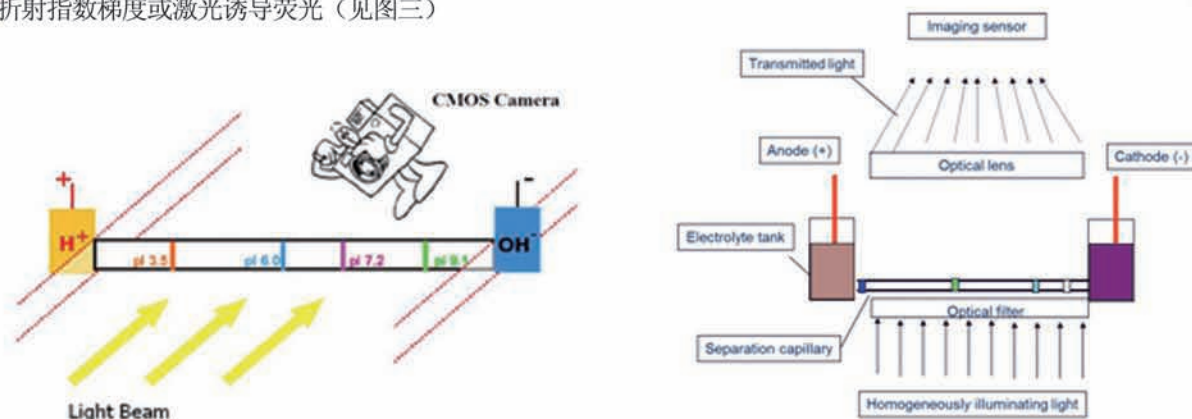 折射指数梯度或激光诱导荧光（见图三）
CMOS Camera
+
-
H+
OH-
pI 3.5
pI 6.0
pI 7.2
pI 9.5
Light Beam
Imaging sensor
Transmitted light
Anode (+)
Cathode (-)
Optical lens
Electrolyte tank
Optical filter
Separation capillary
Homogeneously illuminating light